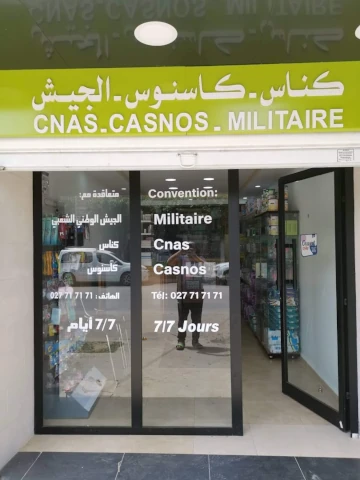 كناس - كاسنوس - الجيش
CNAS - CASNOS - MILITAIRE
متعاقدة مع:
الجيش الوطني الشعبي
كناس
كاسنوس
الهاتف: 027 71 71 71
7/7 أيام
Convention:
Militaire
Cnas
Casnos
Tél: 027 71 71 71
7/7 Jours